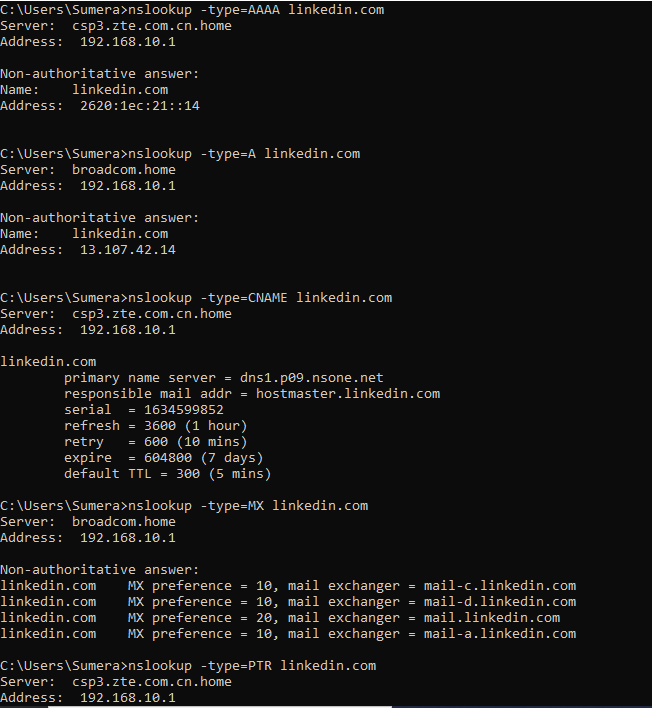 C:\Users\Sumera>nslookup -type=AAAA linkedin.com
Server:  csp3.zte.com.cn.home
Address:  192.168.10.1

Non-authoritative answer:
Name:    linkedin.com
Address:  2620:1ec:21::14


C:\Users\Sumera>nslookup -type=A linkedin.com
Server:  broadcom.home
Address:  192.168.10.1

Non-authoritative answer:
Name:    linkedin.com
Address:  13.107.42.14


C:\Users\Sumera>nslookup -type=CNAME linkedin.com
Server:  csp3.zte.com.cn.home
Address:  192.168.10.1

linkedin.com
        primary name server = dns1.p09.nsone.net
        responsible mail addr = hostmaster.linkedin.com
        serial  = 1634599852
        refresh = 3600 (1 hour)
        retry   = 600 (10 mins)
        expire  = 604800 (7 days)
        default TTL = 300 (5 mins)

C:\Users\Sumera>nslookup -type=MX linkedin.com
Server:  broadcom.home
Address:  192.168.10.1

Non-authoritative answer:
linkedin.com    MX preference = 10, mail exchanger = mail-c.linkedin.com
linkedin.com    MX preference = 10, mail exchanger = mail-d.linkedin.com
linkedin.com    MX preference = 20, mail exchanger = mail.linkedin.com
linkedin.com    MX preference = 10, mail exchanger = mail-a.linkedin.com

C:\Users\Sumera>nslookup -type=PTR linkedin.com
Server:  csp3.zte.com.cn.home
Address:  192.168.10.1